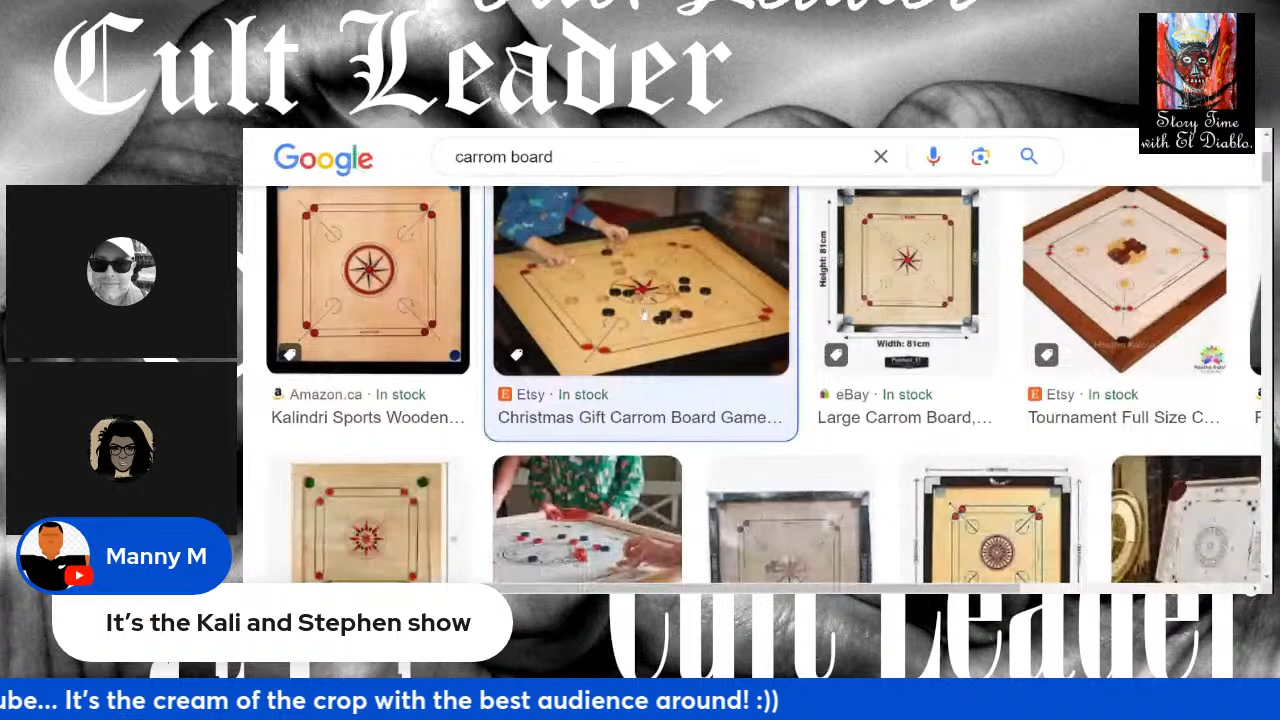 Cult Leader
Story Time
with El Diablo.
Google
carrom board
Height: 81cm
Width: 81cm
Amazon.ca · In stock
Kalindri Sports Wooden...
Etsy · In stock
Christmas Gift Carrom Board Game...
eBay · In stock
Large Carrom Board,...
Etsy · In stock
Tournament Full Size C...
Manny M
It's the Kali and Stephen show
Cult Leader
ube... It's the cream of the crop with the best audience around! :))